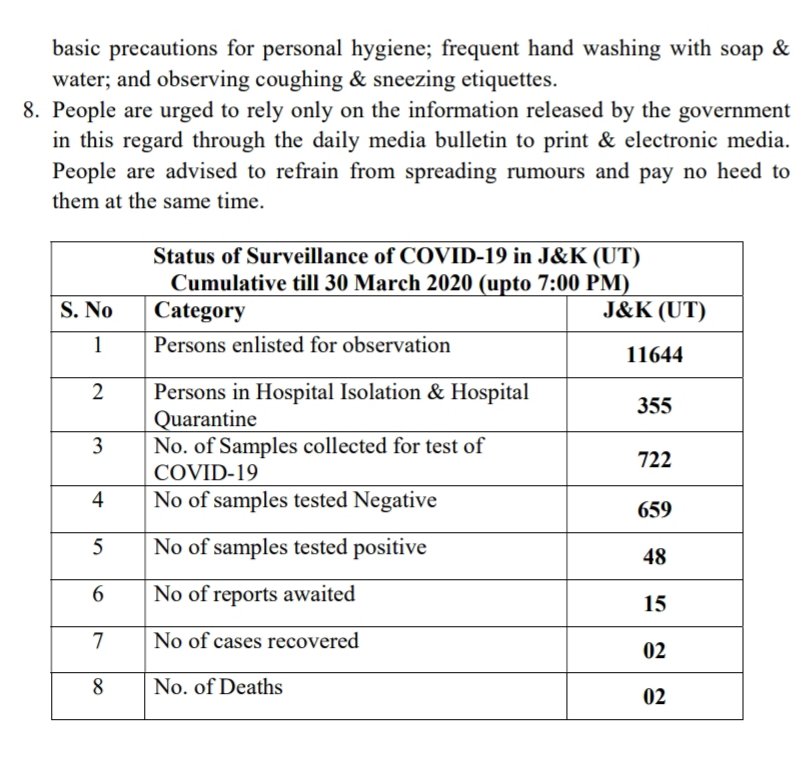 basic precautions for personal hygiene; frequent hand washing with soap &
water; and observing coughing & sneezing etiquettes.
8. People are urged to rely only on the information released by the government
in this regard through the daily media bulletin to print & electronic media.
People are advised to refrain from spreading rumours and pay no heed to
them at the same time.
Status of Surveillance of COVID-19 in J&K (UT)
Cumulative till 30 March 2020 (upto 7:00 PM)
S. No Category J&K (UT)
1 Persons enlisted for observation 11644
2 Persons in Hospital Isolation & Hospital
Quarantine 355
3 No. of Samples collected for test of
COVID-19 722
4 No of samples tested Negative 659
5 No of samples tested positive 48
6 No of reports awaited 15
7 No of cases recovered 02
8 No. of Deaths 02